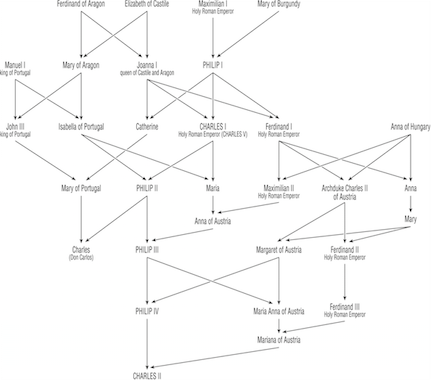 Ferdinand of Aragon
Elizabeth of Castile
Maximilian I
Holy Roman Emperor
Mary of Burgundy
Manuel I
king of Portugal
Mary of Aragon
Joanna I
queen of Castile and Aragon
PHILIP I
John III
king of Portugal
Isabella of Portugal
Catherine
CHARLES I
Holy Roman Emperor (CHARLES V)
Ferdinand I
Holy Roman Emperor
Anna of Hungary
Mary of Portugal
PHILIP II
Maria
Maximilian II
Holy Roman Emperor
Archduke Charles II
of Austria
Anna
Anna of Austria
Mary
Charles
(Don Carlos)
PHILIP III
Margaret of Austria
Ferdinand II
Holy Roman Emperor
PHILIP IV
Maria Anna of Austria
Ferdinand III
Holy Roman Emperor
Mariana of Austria
CHARLES II